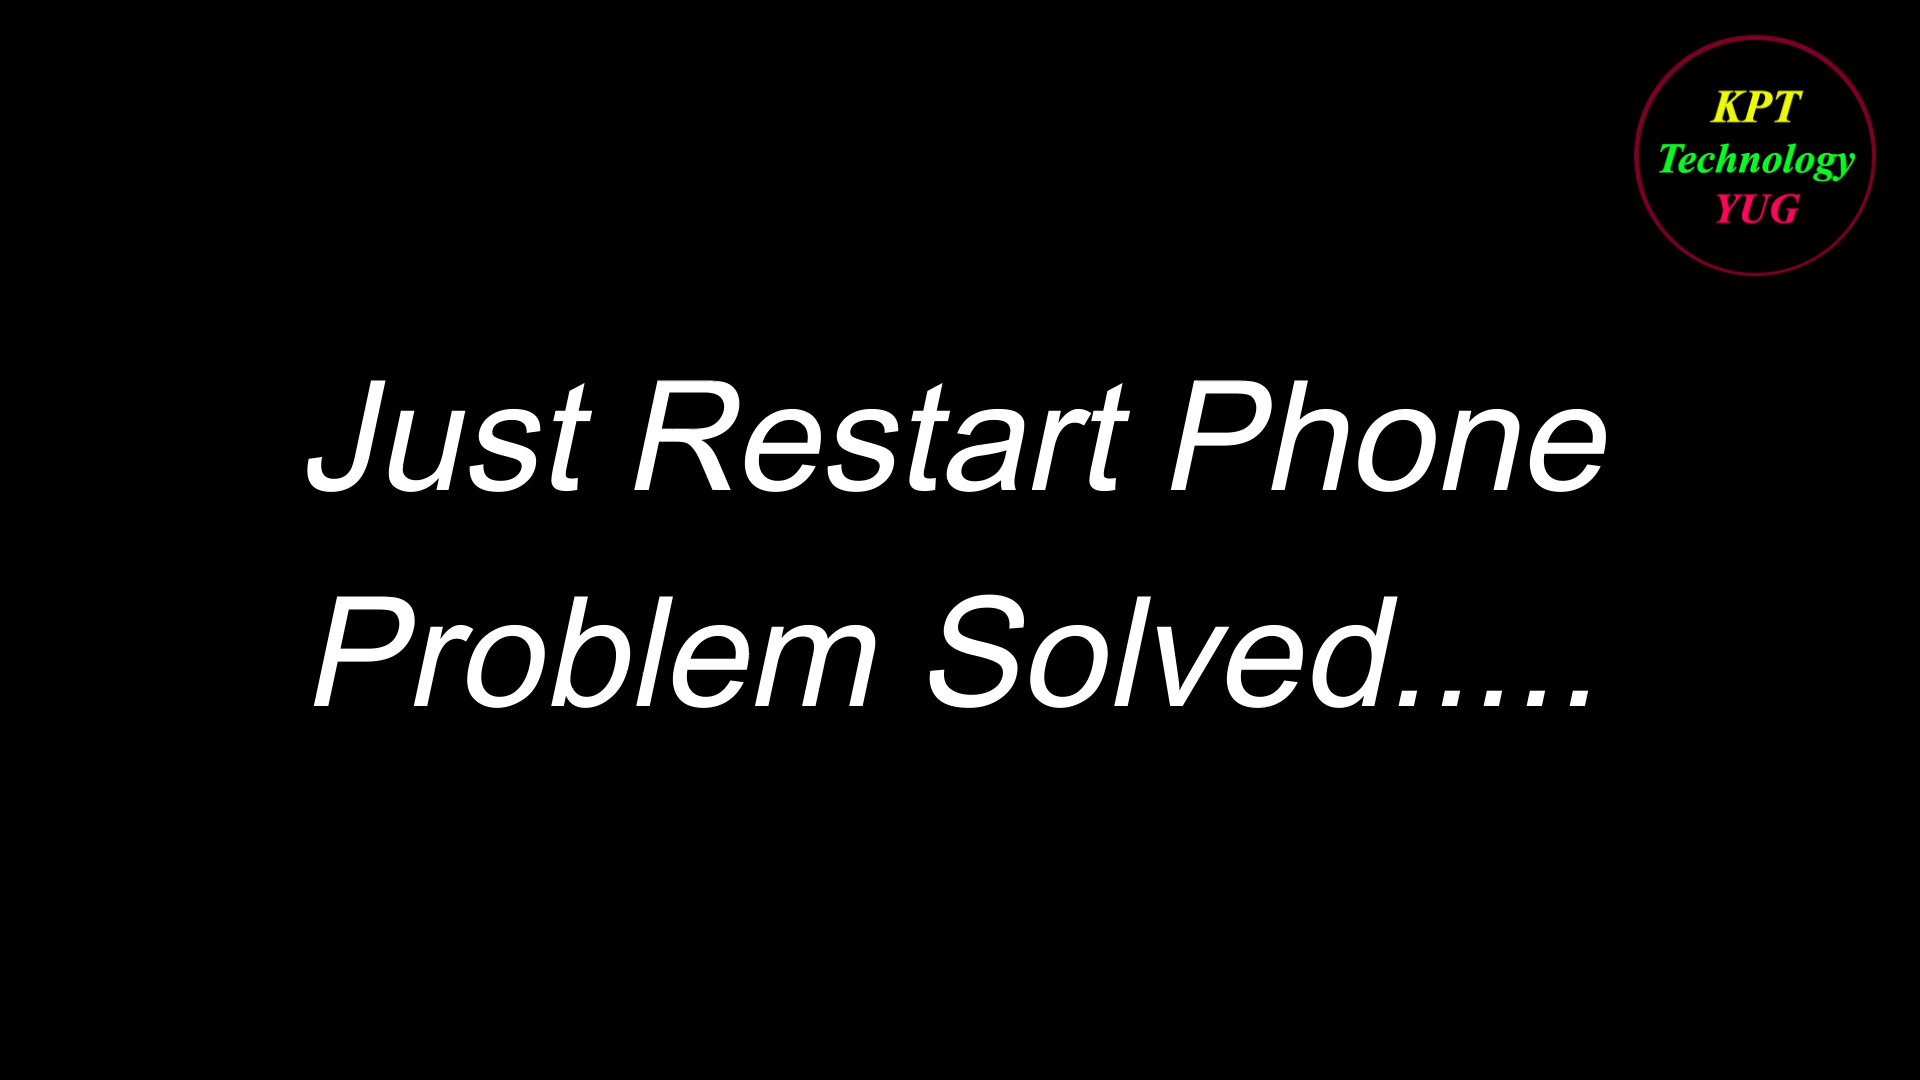 KPT
Technology
YUG
Just Restart Phone
Problem Solved.....